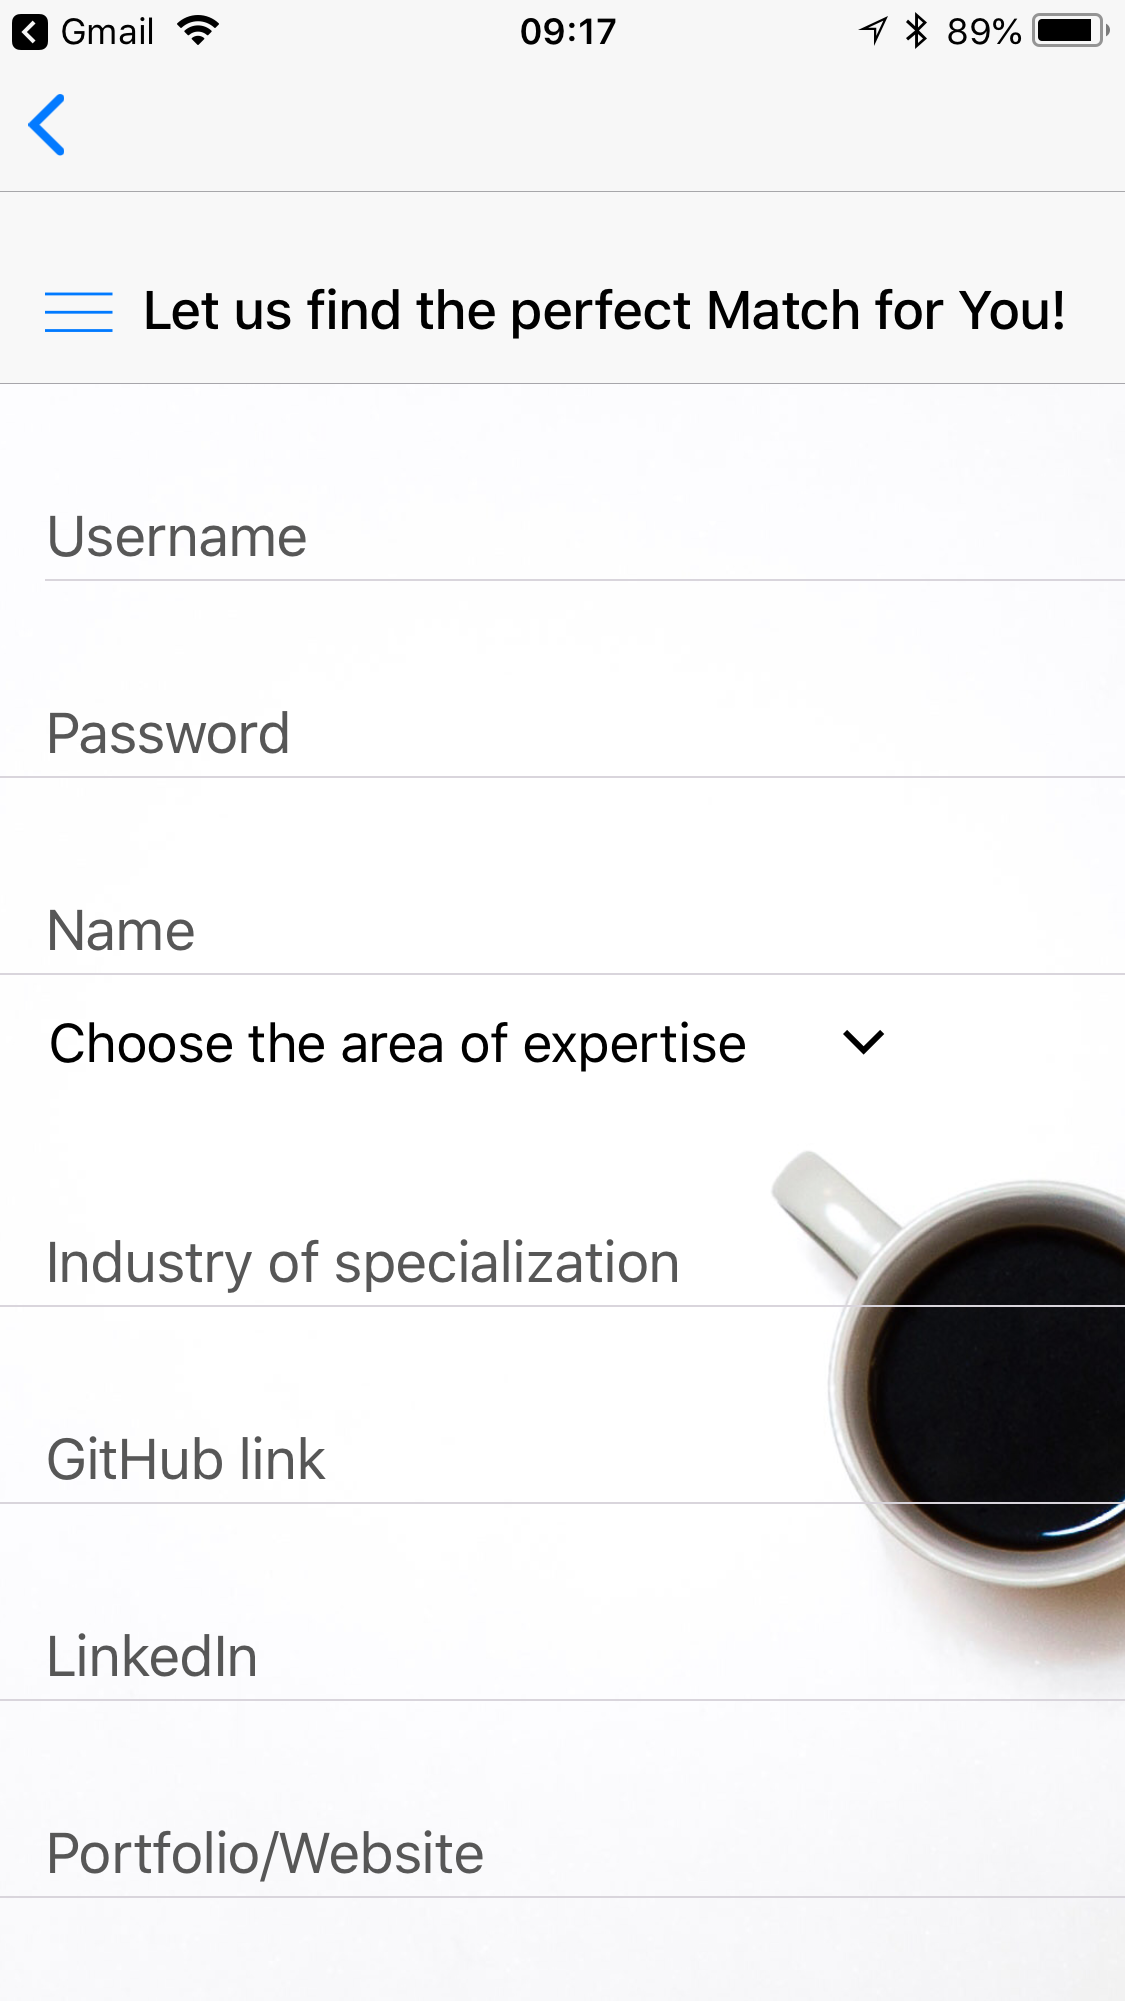 Gmail 09:17 89%
Let us find the perfect Match for You!
Username
Password
Name
Choose the area of expertise
Industry of specialization
GitHub link
LinkedIn
Portfolio/Website